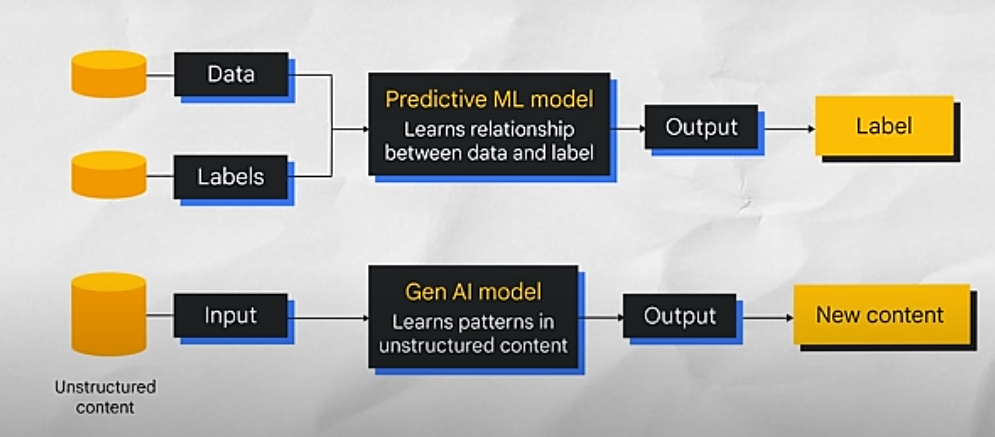 Data
Labels
Predictive ML model
Learns relationship
between data and label
Output
Label
Input
Gen AI model
Learns patterns in
unstructured content
Output
New content
Unstructured
content